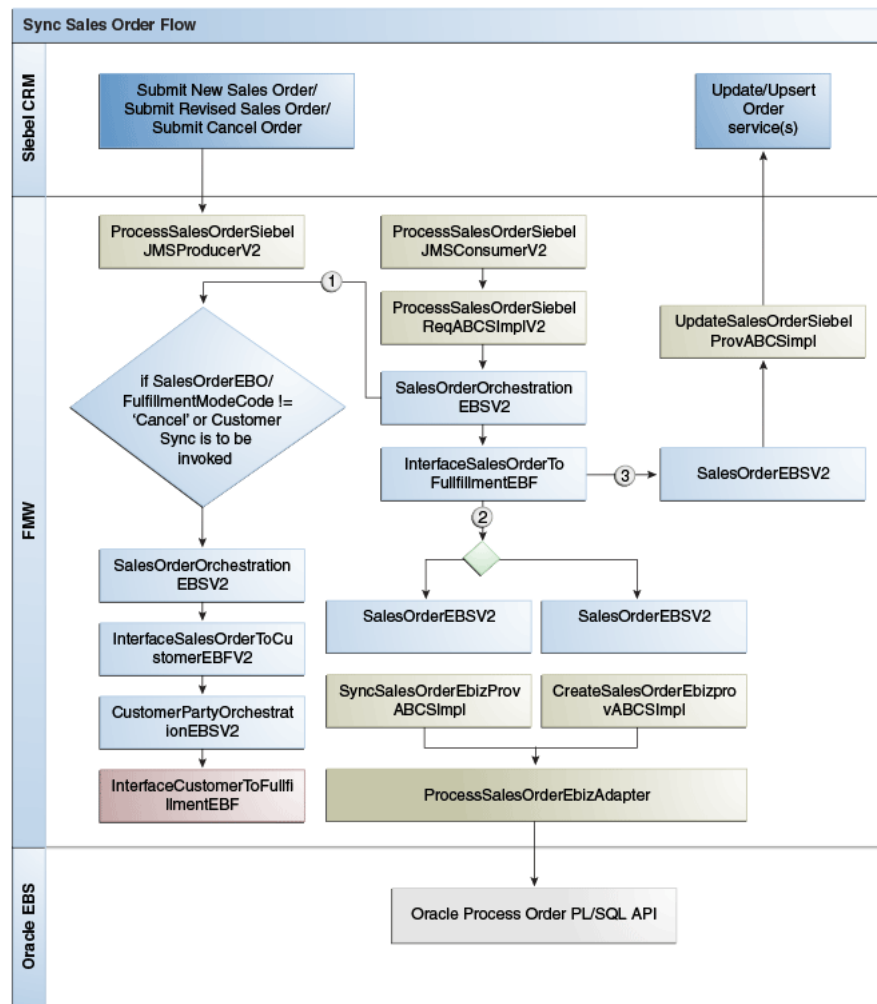 Sync Sales Order Flow
Siebel CRM
Submit New Sales Order/
Submit Revised Sales Order/
Submit Cancel Order
Update/Upsert
Order
service(s)
FMW
ProcessSalesOrderSiebel
JMSProducerV2
ProcessSalesOrderSiebel
JMSConsumerV2
1
ProcessSalesOrderSiebel
ReqABCSImplV2
UpdateSalesOrderSiebel
ProvABCSimpl
if SalesOrderEBO/
FulfillmentModeCode !=
‘Cancel’ or Customer
Sync is to be
invoked
SalesOrderOrchestration
EBSV2
InterfaceSalesOrderTo
FullfillmentEBF
3
SalesOrderEBSV2
2
SalesOrderOrchestration
EBSV2
SalesOrderEBSV2
SalesOrderEBSV2
InterfaceSalesOrderToCu
stomerEBFV2
SyncSalesOrderEbizProv
ABCSImpl
CreateSalesOrderEbizpro
vABCSImpl
CustomerPartyOrchestrat
ionEBSV2
InterfaceCustomerToFullfi
llmentEBF
ProcessSalesOrderEbizAdapter
Oracle EBS
Oracle Process Order PL/SQL API